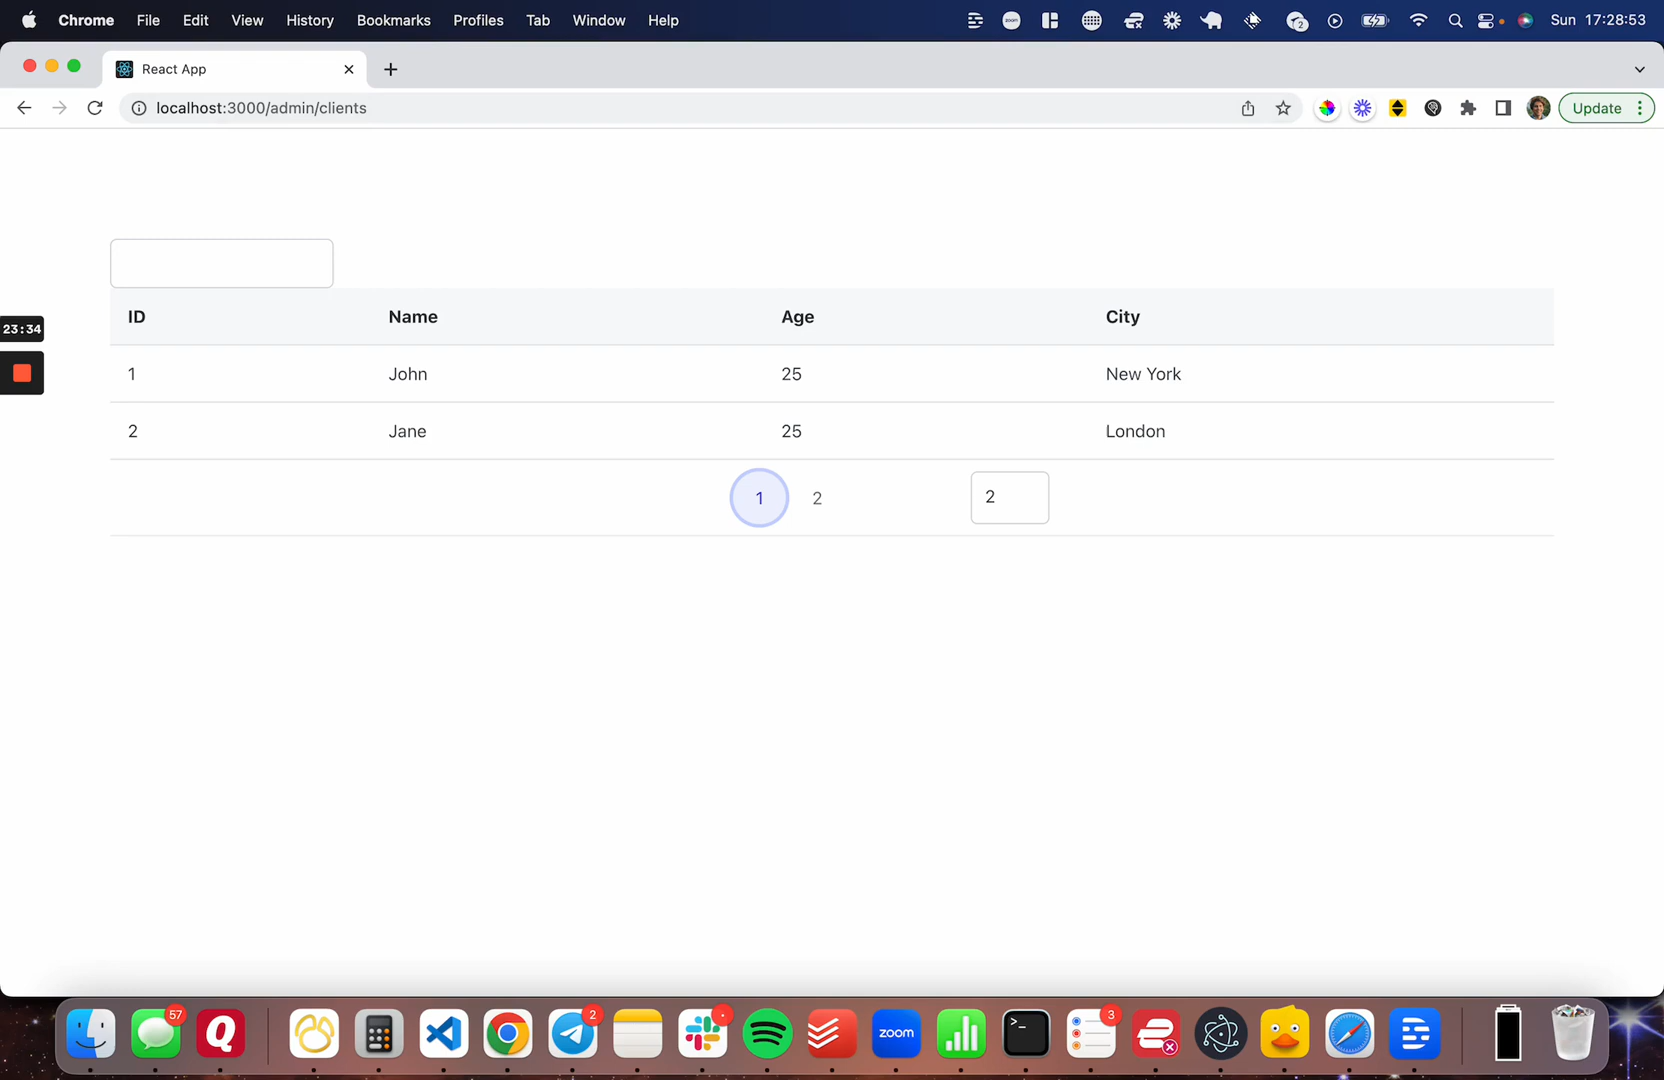 Chrome File Edit View History Bookmarks Profiles Tab Window Help 2 Sun 17:28:53
React App
localhost:3000/admin/clients Update
23:34
ID Name Age City
1 John 25 New York
2 Jane 25 London
1 2 2
57 2 zoom 3